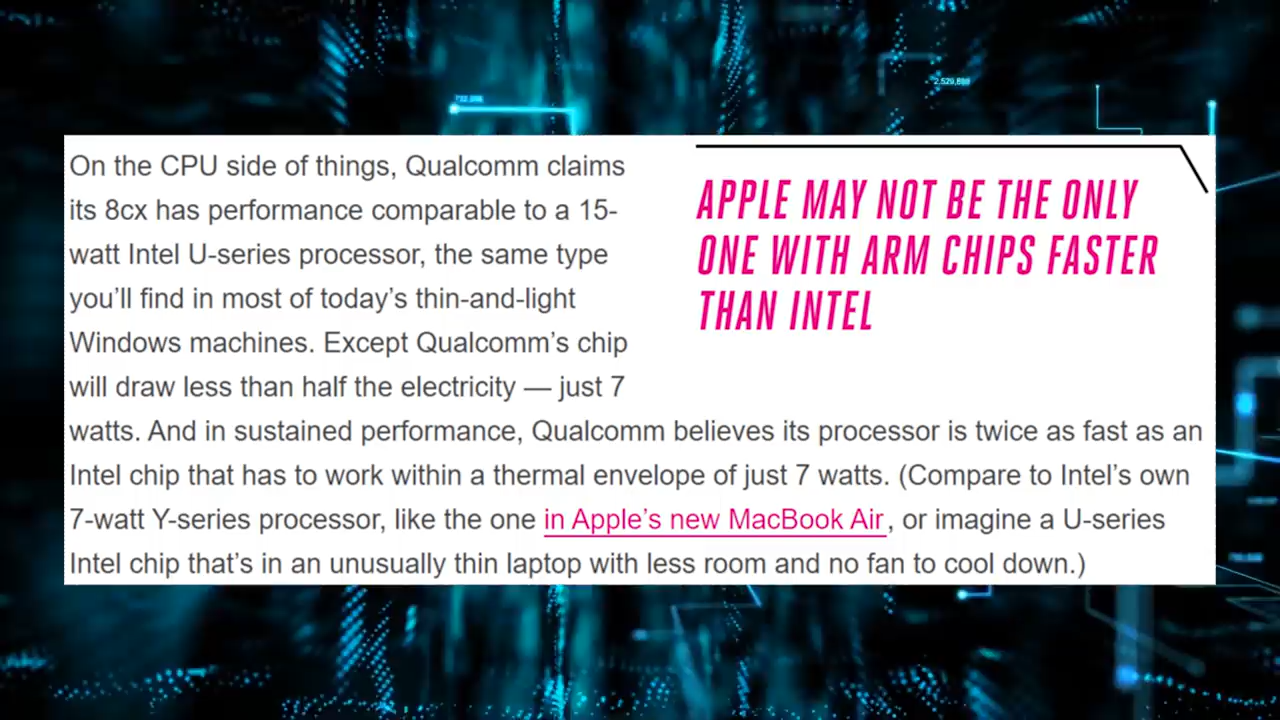 On the CPU side of things, Qualcomm claims
its 8cx has performance comparable to a 15-
watt Intel U-series processor, the same type
you’ll find in most of today’s thin-and-light
Windows machines. Except Qualcomm’s chip
will draw less than half the electricity — just 7
watts. And in sustained performance, Qualcomm believes its processor is twice as fast as an
Intel chip that has to work within a thermal envelope of just 7 watts. (Compare to Intel’s own
7-watt Y-series processor, like the one in Apple’s new MacBook Air, or imagine a U-series
Intel chip that’s in an unusually thin laptop with less room and no fan to cool down.)
APPLE MAY NOT BE THE ONLY
ONE WITH ARM CHIPS FASTER
THAN INTEL